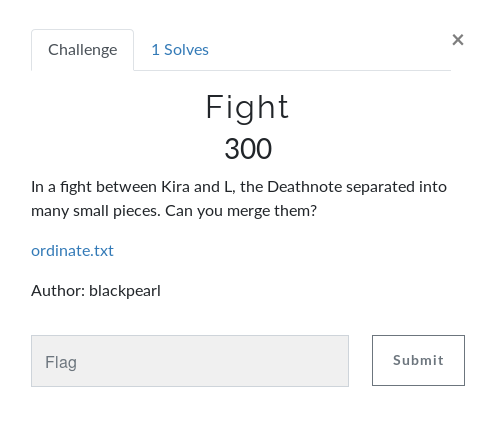 Challenge
1 Solves
×
Fight
300
In a fight between Kira and L, the Deathnote separated into
many small pieces. Can you merge them?
ordinate.txt
Author: blackpearl
Flag
Submit